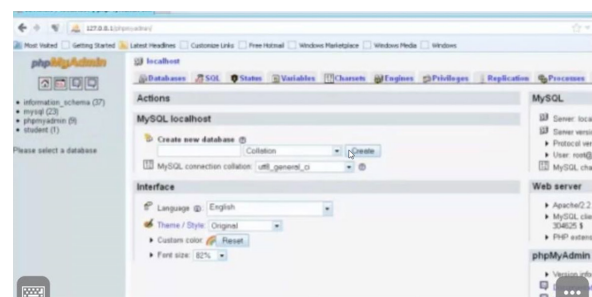 127.0.0.1/phpmyadmin/
Most Visited Getting Started Latest Headlines Customize Links Free Hotmail Windows Marketplace Windows Media Windows
phpMyAdmin
information_schema (37)
mysql (23)
phpmyadmin (9)
student (1)
Please select a database
localhost
Databases SQL Status Variables Charsets Engines Privileges Replication Processes
Actions
MySQL localhost
Create new database
Collation Create
MySQL connection collation: utf8_general_ci
Interface
Language English
Theme / Style: Original
Custom color: Reset
Font size: 82%
MySQL
Server: loca
Server versi
Protocol ver
User: root@
MySQL cha
Web server
Apache/2.2
MySQL clie
PHP extens
phpMyAdmin
Version info